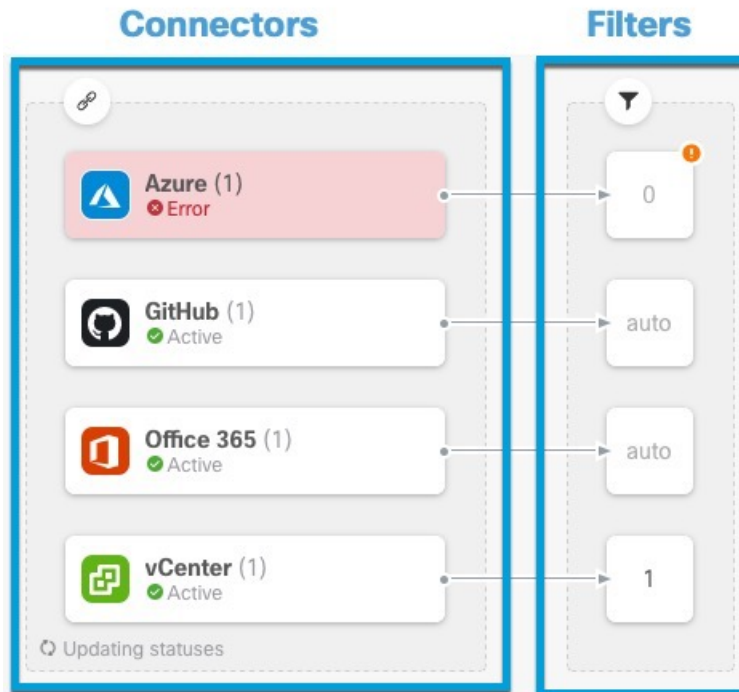 Connectors
Filters
Azure (1)
Error
0
GitHub (1)
Active
auto
Office 365 (1)
Active
auto
vCenter (1)
Active
1
Updating statuses